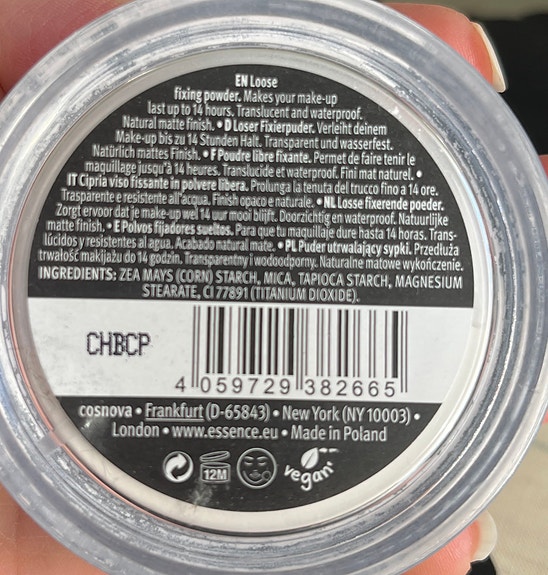 EN Loose
fixing powder. Makes your make-up
last up to 14 hours. Translucent and waterproof.
Natural matte finish. • D Loser Fixierpuder. Verleiht deinem
Make-up bis zu 14 Stunden Halt. Transparent und wasserfest.
Natürlich mattes Finish. • F Poudre libre fixante. Permet de faire tenir le
maquillage jusqu'à 14 heures. Translucide et waterproof. Fini mat naturel. •
IT Cipria viso fissante in polvere libera. Prolunga la tenuta del trucco fino a 14 ore.
Trasparente e resistente all'acqua. Finish opaco e naturale. • NL Losse fixerende poeder.
Zorgt ervoor dat je make-up wel 14 uur mooi blijft. Doorzichtig en waterproof. Natuurlijke
matte finish. • E Polvos fijadores sueltos. Para que tu maquillaje dure hasta 14 horas. Trans-
lúcidos y resistentes al agua. Acabado natural mate. • PL Puder utrwalający sypki. Przedłuża
trwałość makijażu do 14 godzin. Transparentny i wodoodporny. Naturalne matowe wykończenie.
INGREDIENTS: ZEA MAYS (CORN) STARCH, MICA, TAPIOCA STARCH, MAGNESIUM
STEARATE, CI 77891 (TITANIUM DIOXIDE).
CHBCP
4 059729 382665
cosnova • Frankfurt (D-65843) • New York (NY 10003) •
London • www.essence.eu • Made in Poland
12M
vegan